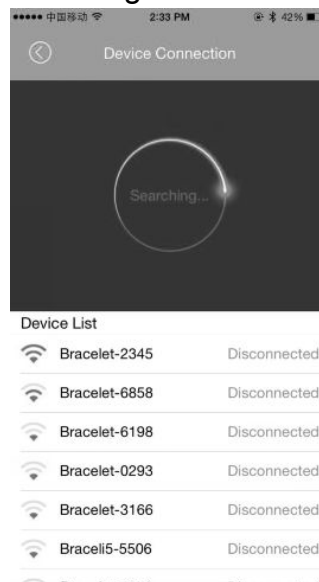 中国移动 2:33 PM 42%
Device Connection
Searching...
Device List
Bracelet-2345 Disconnected
Bracelet-6858 Disconnected
Bracelet-6198 Disconnected
Bracelet-0293 Disconnected
Bracelet-3166 Disconnected
Braceli5-5506 Disconnected